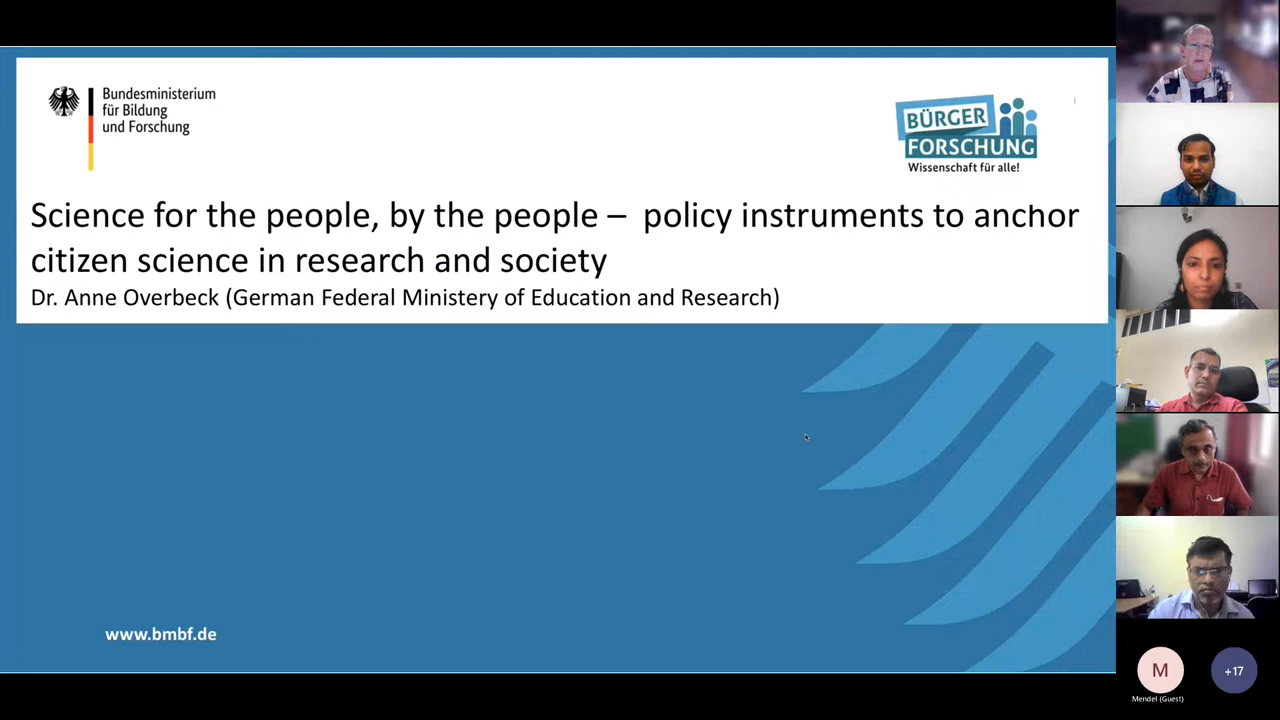 Bundesministerium
für Bildung
und Forschung
BÜRGER
FORSCHUNG
Wissenschaft für alle!
Science for the people, by the people – policy instruments to anchor
citizen science in research and society
Dr. Anne Overbeck (German Federal Ministery of Education and Research)
www.bmbf.de
M
Mendel (Guest)
+17